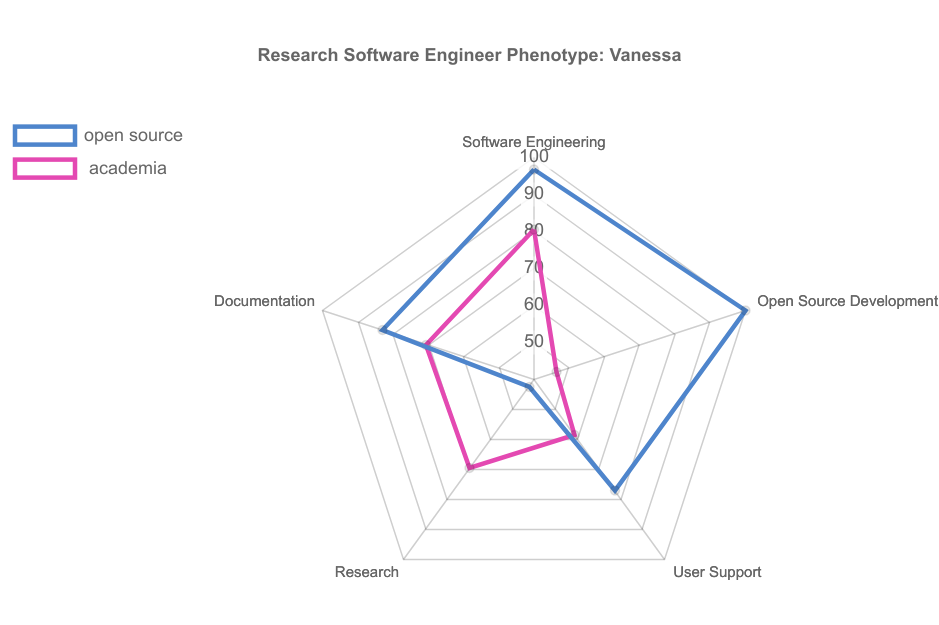 Research Software Engineer Phenotype: Vanessa
open source
academia
Software Engineering
100
90
80
70
60
50
Documentation
Open Source Development
Research
User Support